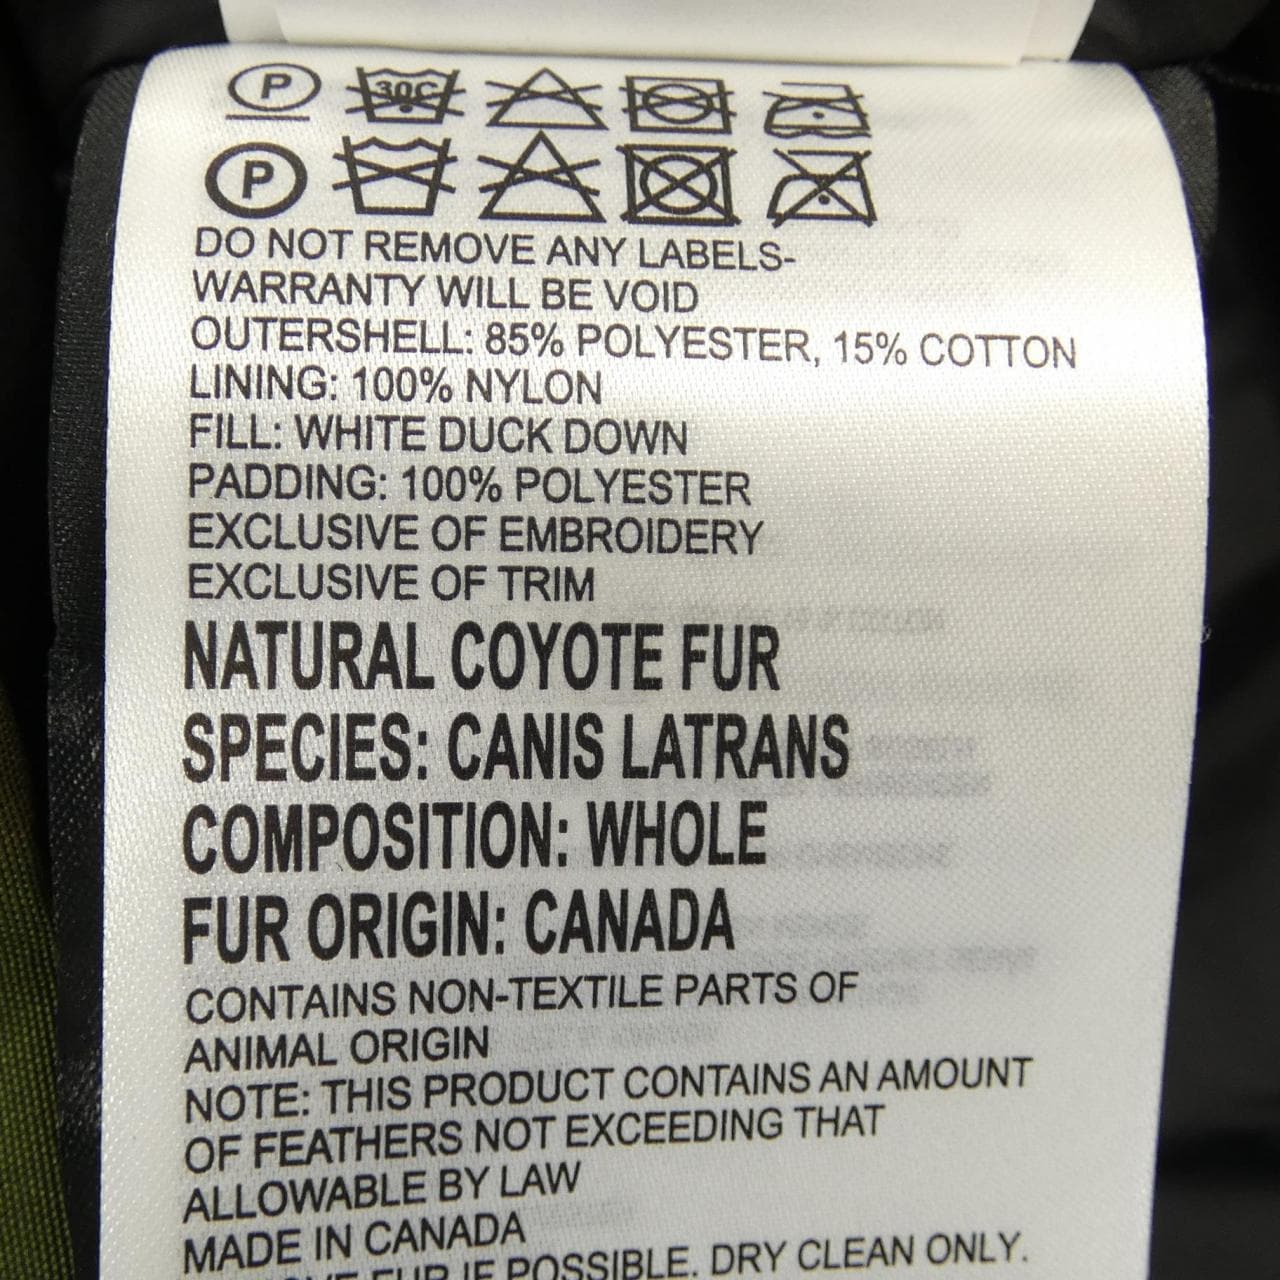 P 30C
P
DO NOT REMOVE ANY LABELS-
WARRANTY WILL BE VOID
OUTERSHELL: 85% POLYESTER, 15% COTTON
LINING: 100% NYLON
FILL: WHITE DUCK DOWN
PADDING: 100% POLYESTER
EXCLUSIVE OF EMBROIDERY
EXCLUSIVE OF TRIM
NATURAL COYOTE FUR
SPECIES: CANIS LATRANS
COMPOSITION: WHOLE
FUR ORIGIN: CANADA
CONTAINS NON-TEXTILE PARTS OF
ANIMAL ORIGIN
NOTE: THIS PRODUCT CONTAINS AN AMOUNT
OF FEATHERS NOT EXCEEDING THAT
ALLOWABLE BY LAW
MADE IN CANADA
FUR IF POSSIBLE. DRY CLEAN ONLY.